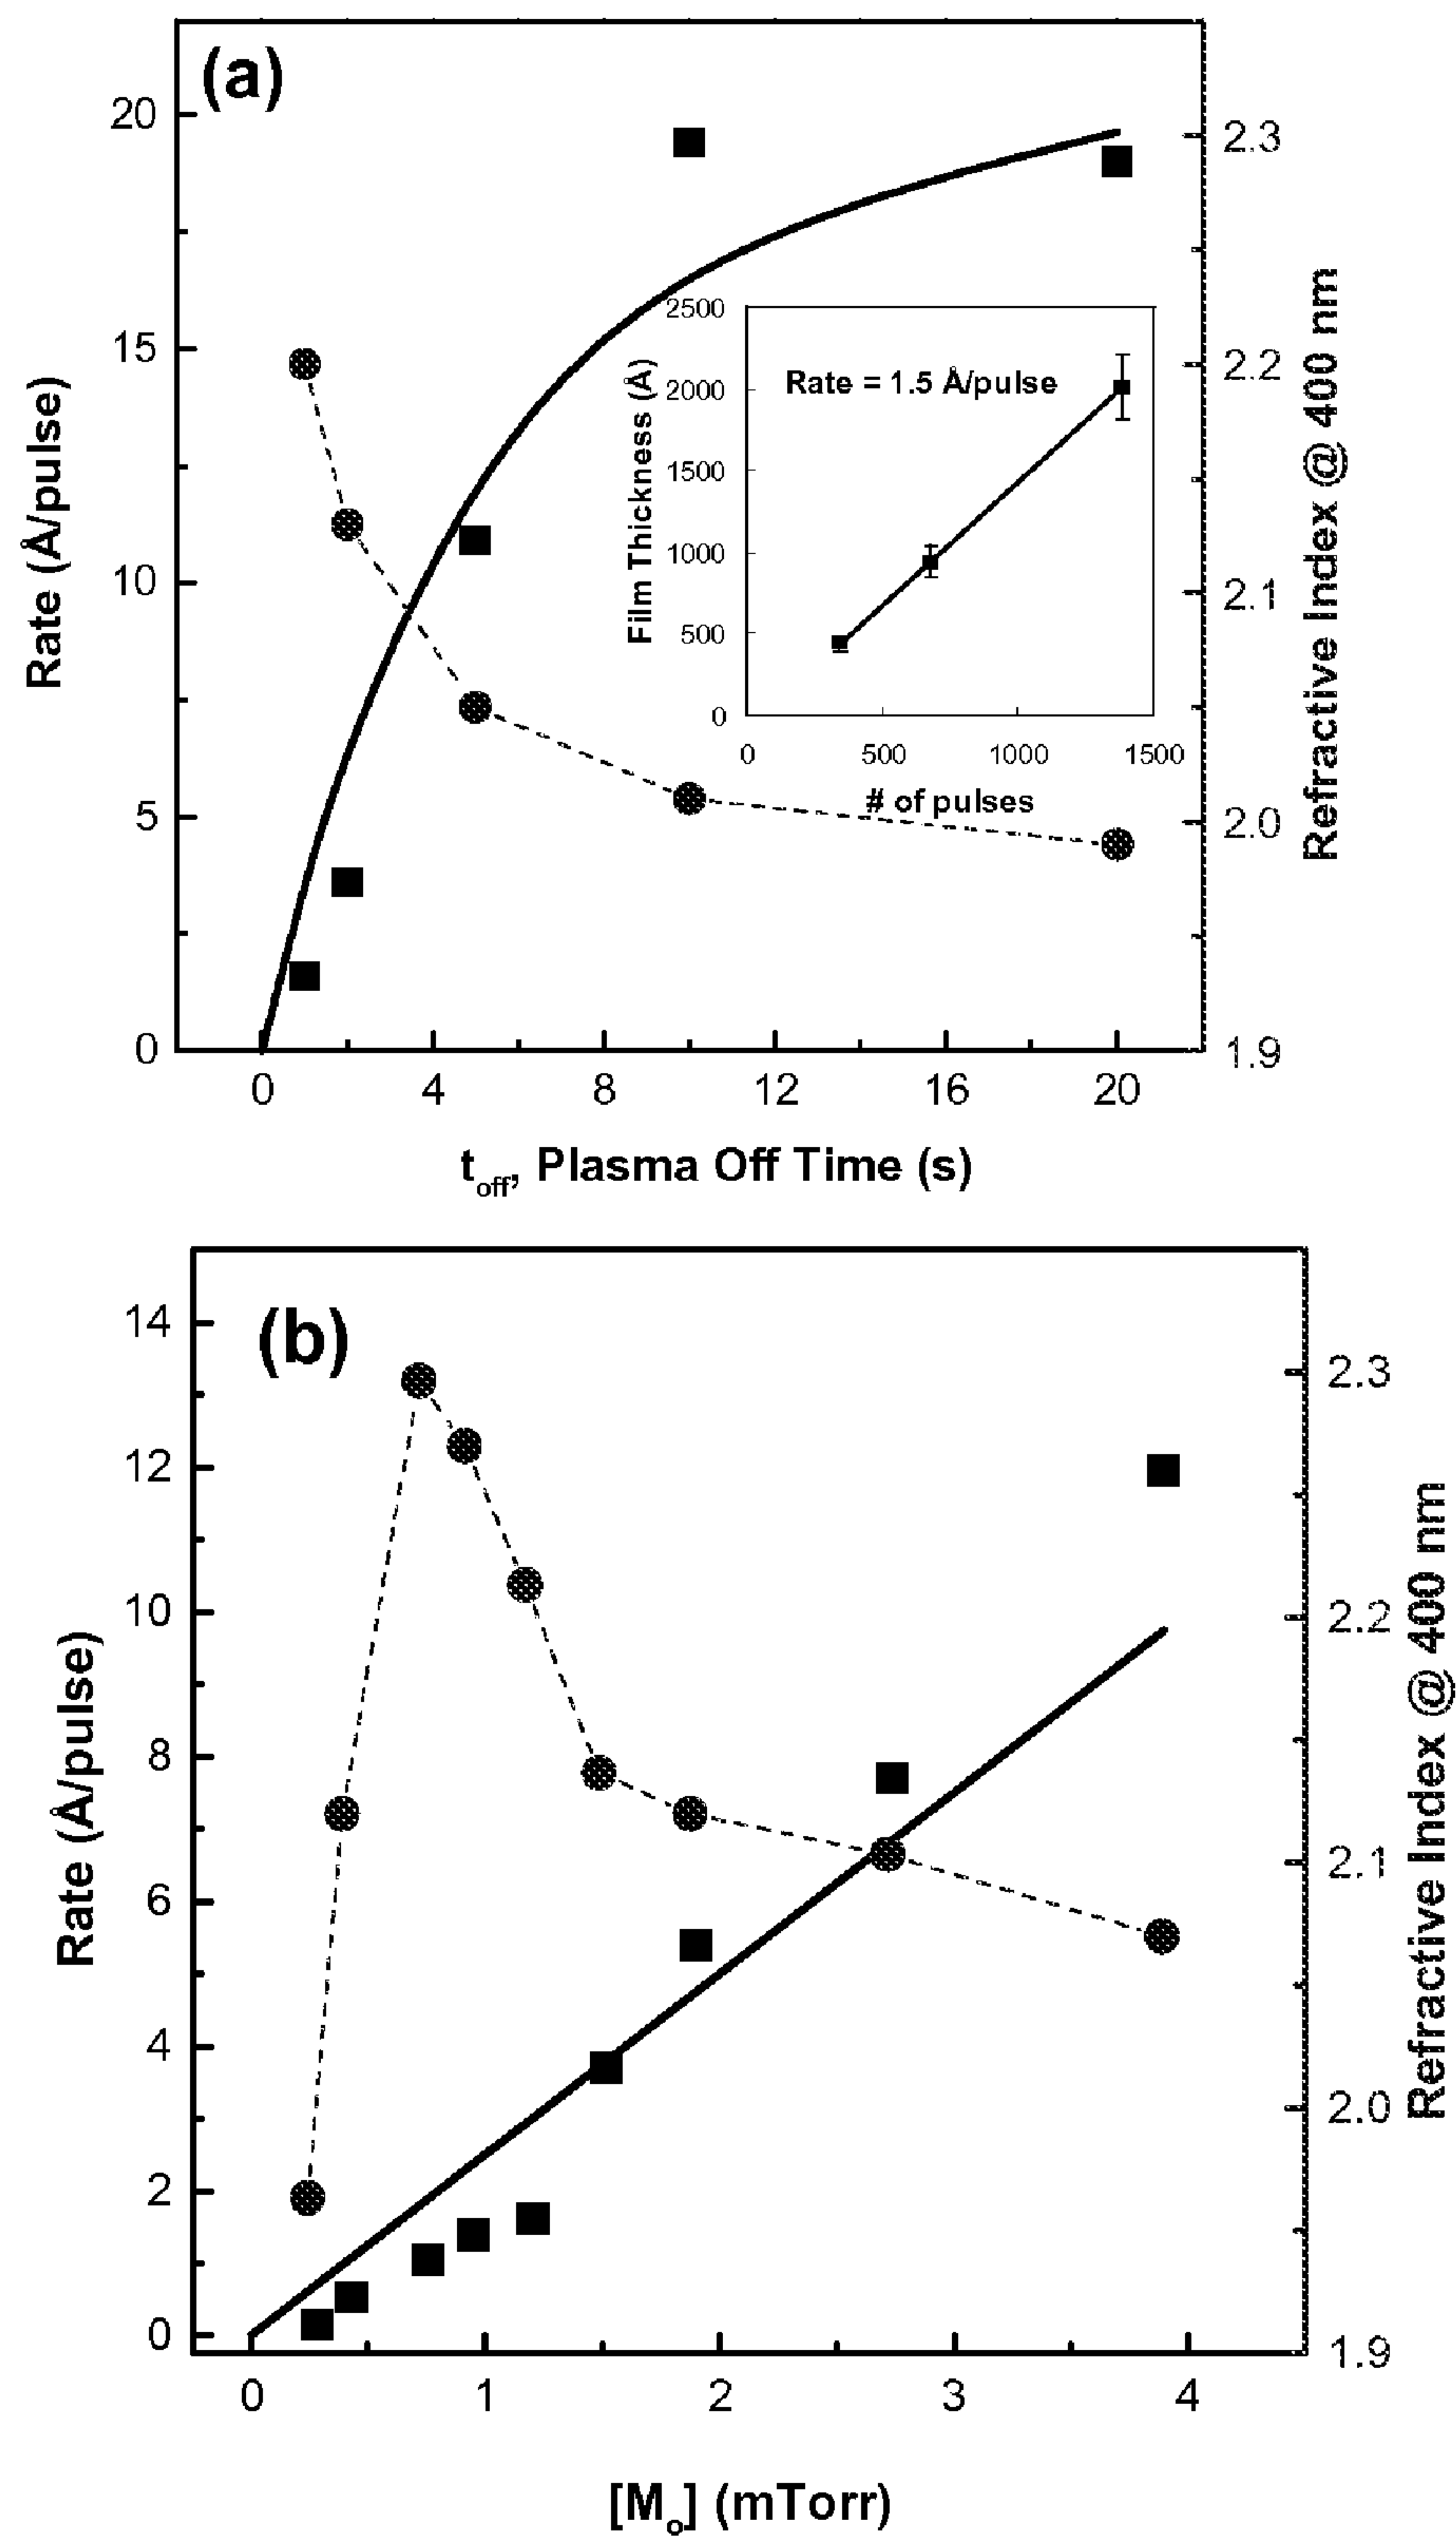 (a)
20
15
10
5
0
Rate (Å/pulse)
2.3
2.2
2.1
2.0
1.9
Refractive Index @ 400 nm
2500
2000
1500
1000
500
0
Film Thickness (Å)
Rate = 1.5 Å/pulse
0 500 1000 1500
# of pulses
0 4 8 12 16 20
t_off, Plasma Off Time (s)
(b)
14
12
10
8
6
4
2
0
Rate (Å/pulse)
2.3
2.2
2.1
2.0
1.9
Refractive Index @ 400 nm
0 1 2 3 4
[M_o] (mTorr)